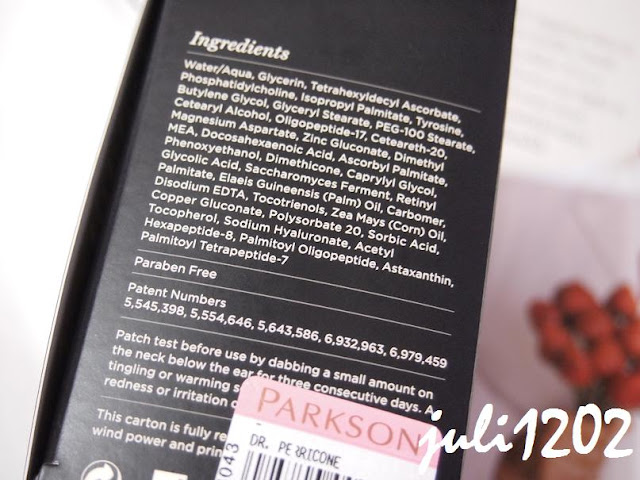 Ingredients
Water/Aqua, Glycerin, Tetrahexyldecyl Ascorbate,
Phosphatidylcholine, Isopropyl Palmitate, Tyrosine,
Butylene Glycol, Glyceryl Stearate, PEG-100 Stearate,
Cetearyl Alcohol, Oligopeptide-17, Ceteareth-20,
Magnesium Aspartate, Zinc Gluconate, Dimethyl
MEA, Docosahexaenoic Acid, Ascorbyl Palmitate,
Phenoxyethanol, Dimethicone, Caprylyl Glycol,
Glycolic Acid, Saccharomyces Ferment, Retinyl
Palmitate, Elaeis Guineensis (Palm) Oil, Carbomer,
Disodium EDTA, Tocotrienols, Zea Mays (Corn) Oil,
Copper Gluconate, Polysorbate 20, Sorbic Acid,
Tocopherol, Sodium Hyaluronate, Acetyl
Hexapeptide-8, Palmitoyl Oligopeptide, Astaxanthin,
Palmitoyl Tetrapeptide-7
Paraben Free
Patent Numbers
5,545,398, 5,554,646, 5,643,586, 6,932,963, 6,979,459
Patch test before use by dabbing a small amount on
the neck below the ear for three consecutive days. A
tingling or warming
redness or irritation
This carton is fully
wind power and
PARKSON
DR. PERRICONE
043
juli1202